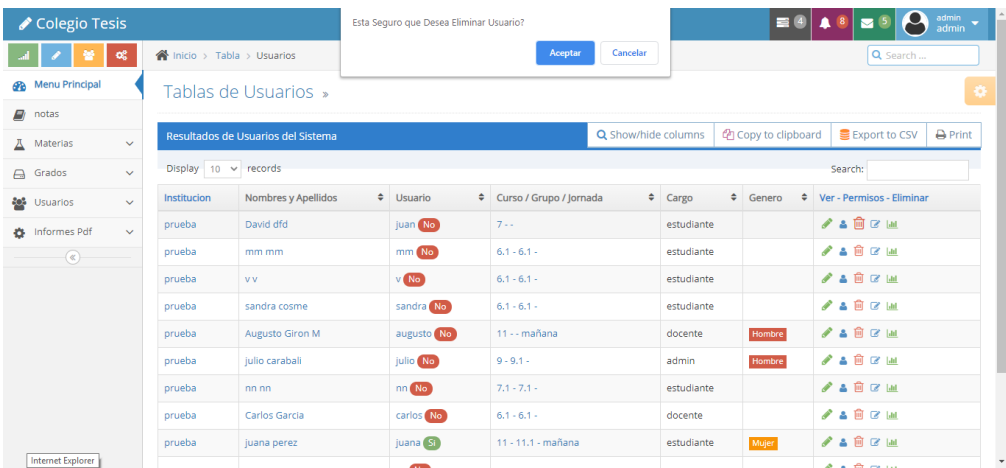 Colegio Tesis
Esta Seguro que Desea Eliminar Usuario?
Aceptar Cancelar
4 8 5 admin admin
Inicio > Tabla > Usuarios
Search ...
Menu Principal
notas
Materias
Grados
Usuarios
Informes Pdf
Tablas de Usuarios »
Resultados de Usuarios del Sistema
Show/hide columns Copy to clipboard Export to CSV Print
Display 10 records Search:
Institucion Nombres y Apellidos Usuario Curso / Grupo / Jornada Cargo Genero Ver - Permisos - Eliminar
prueba David dfd juan No 7 - - estudiante
prueba mm mm mm No 6.1 - 6.1 - estudiante
prueba v v v No 6.1 - 6.1 - estudiante
prueba sandra cosme sandra No 6.1 - 6.1 - estudiante
prueba Augusto Giron M augusto No 11 - - mañana docente Hombre
prueba julio carabali julio No 9 - 9.1 - admin Hombre
prueba nn nn nn No 7.1 - 7.1 - estudiante
prueba Carlos Garcia carlos No 6.1 - 6.1 - docente
prueba juana perez juana Si 11 - 11.1 - mañana estudiante Mujer
Internet Explorer